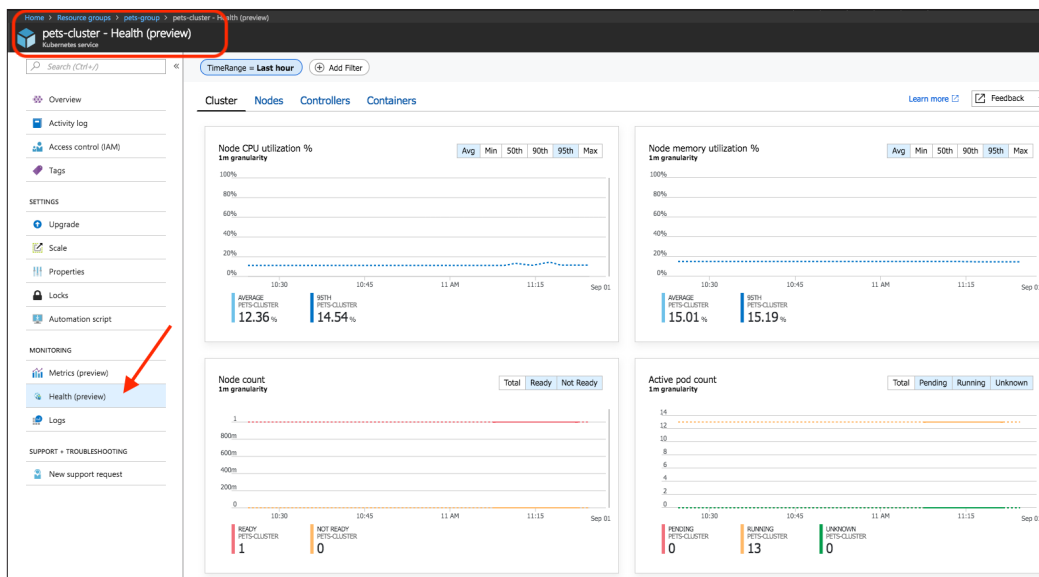 Home > Resource groups > pets-group > pets-cluster - Health (preview)
pets-cluster - Health (preview)
Kubernetes service
Search (Ctrl+/)
«
Overview
Activity log
Access control (IAM)
Tags
SETTINGS
Upgrade
Scale
Properties
Locks
Automation script
MONITORING
Metrics (preview)
Health (preview)
Logs
SUPPORT + TROUBLESHOOTING
New support request
TimeRange = Last hour
Add Filter
Cluster Nodes Controllers Containers
Learn more
Feedback
Node CPU utilization %
1m granularity
Avg Min 50th 90th 95th Max
100%
80%
60%
40%
20%
0%
10:30 10:45 11 AM 11:15 Sep 01
AVERAGE
PETS-CLUSTER
12.36 %
95TH
PETS-CLUSTER
14.54 %
Node memory utilization %
1m granularity
Avg Min 50th 90th 95th Max
100%
80%
60%
40%
20%
0%
10:30 10:45 11 AM 11:15 Sep 01
AVERAGE
PETS-CLUSTER
15.01 %
95TH
PETS-CLUSTER
15.19 %
Node count
1m granularity
Total Ready Not Ready
1
800m
600m
400m
200m
0
10:30 10:45 11 AM 11:15 Sep 01
READY
PETS-CLUSTER
1
NOT READY
PETS-CLUSTER
0
Active pod count
1m granularity
Total Pending Running Unknown
14
12
10
8
6
4
2
0
10:30 10:45 11 AM 11:15 Sep 01
PENDING
PETS-CLUSTER
0
RUNNING
PETS-CLUSTER
13
UNKNOWN
PETS-CLUSTER
0